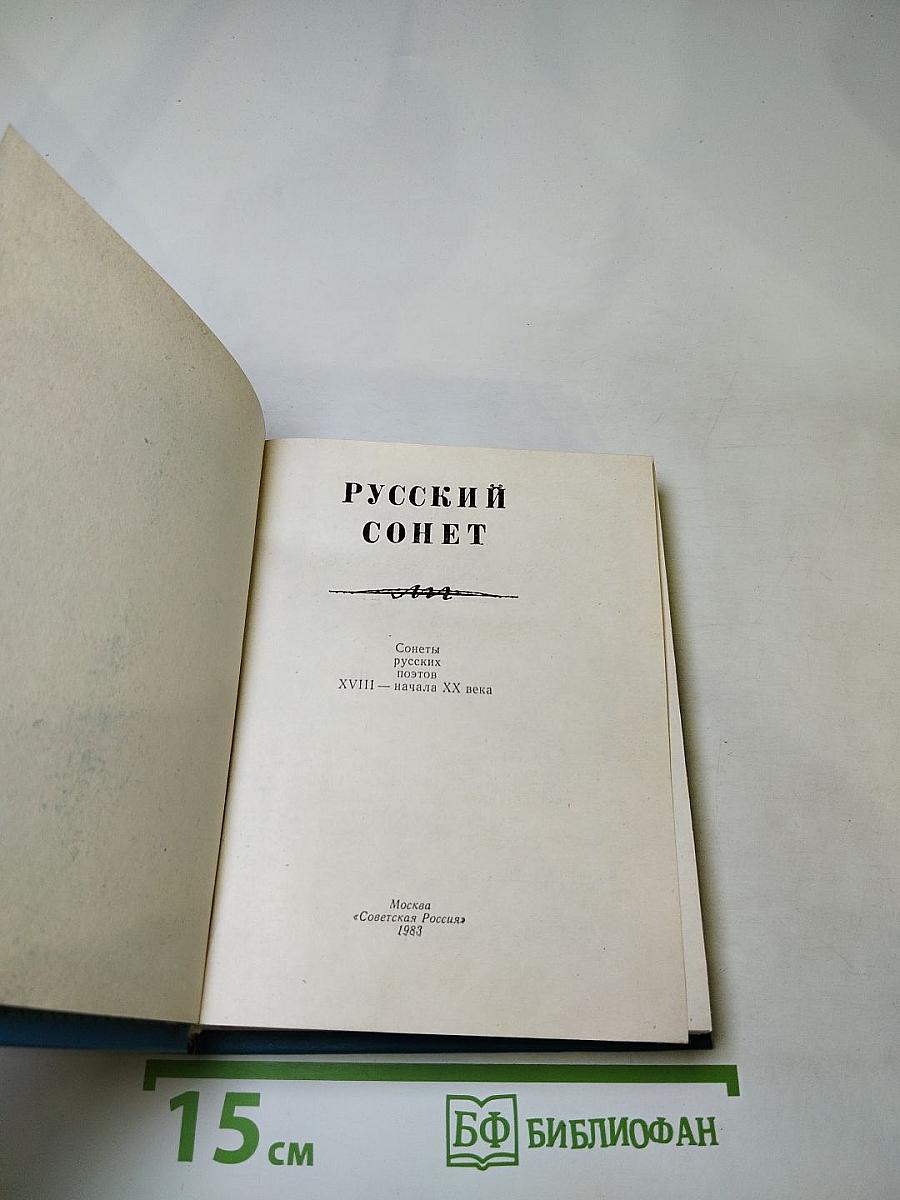 РУССКИЙ
СОНЕТ
Сонеты
русских
поэтов
XVIII — начала XX века
Москва
«Советская Россия»
1983
15 см
БФ БИБЛИОФАН